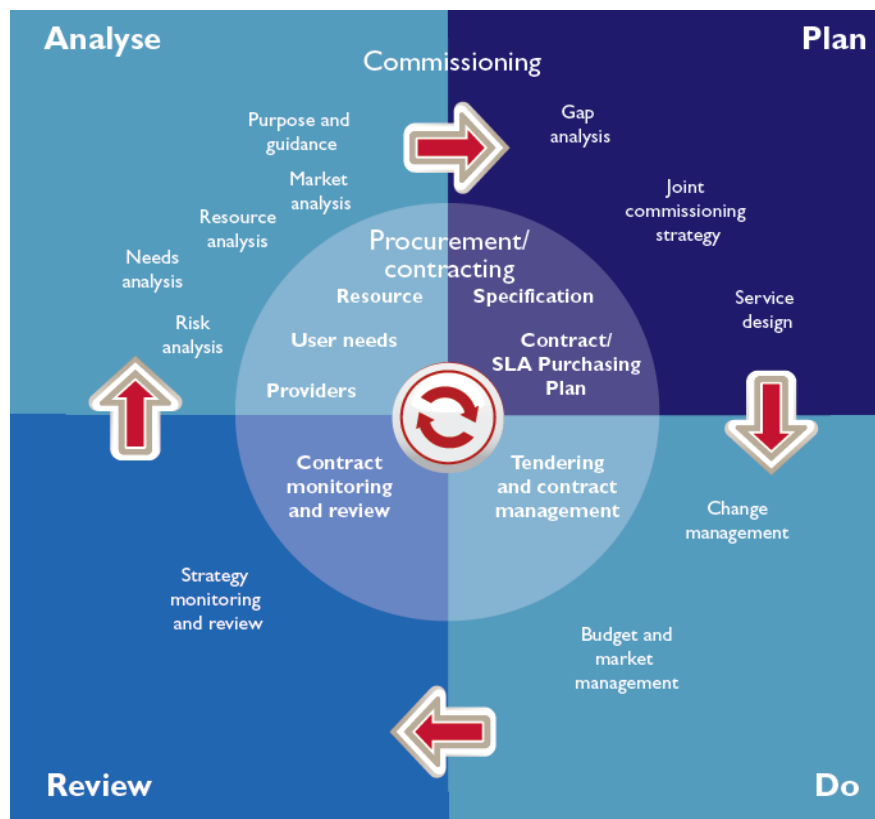 Analyse
Plan
Commissioning
Purpose and
guidance
Market
analysis
Resource
analysis
Needs
analysis
Risk
analysis
Gap
analysis
Joint
commissioning
strategy
Service
design
Procurement/
contracting
Resource
User needs
Providers
Specification
Contract/
SLA Purchasing
Plan
Contract
monitoring
and review
Tendering
and contract
management
Change
management
Budget and
market
management
Strategy
monitoring
and review
Review
Do